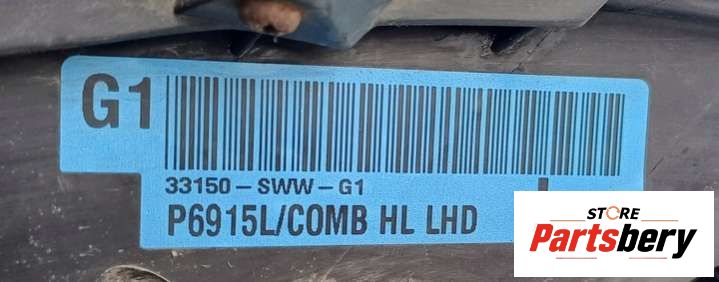 G1
33150-SWW-G1
P6915L/COMB HL LHD
STORE
Partsbery